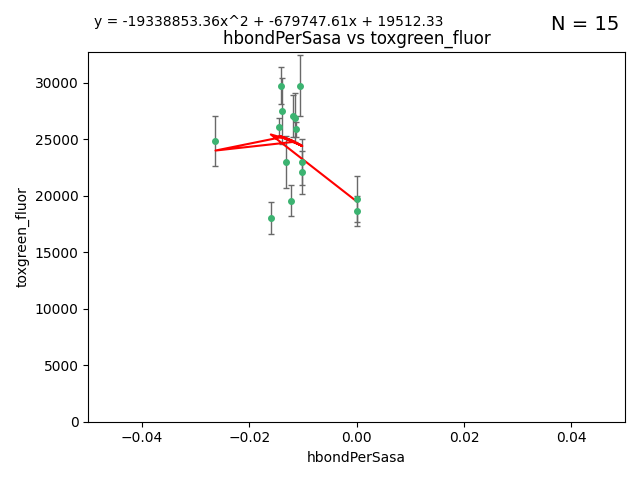 y = -19338853.36x^2 + -679747.61x + 19512.33
N = 15
hbondPerSasa vs toxgreen_fluor
30000
25000
20000
15000
10000
5000
0
toxgreen_fluor
−0.04
−0.02
0.00
0.02
0.04
hbondPerSasa